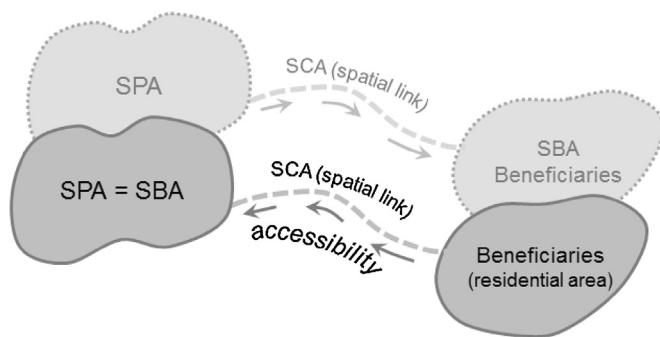 SPA
SCA (spatial link)
SBA
Beneficiaries
SPA = SBA
SCA (spatial link)
accessibility
Beneficiaries
(residential area)